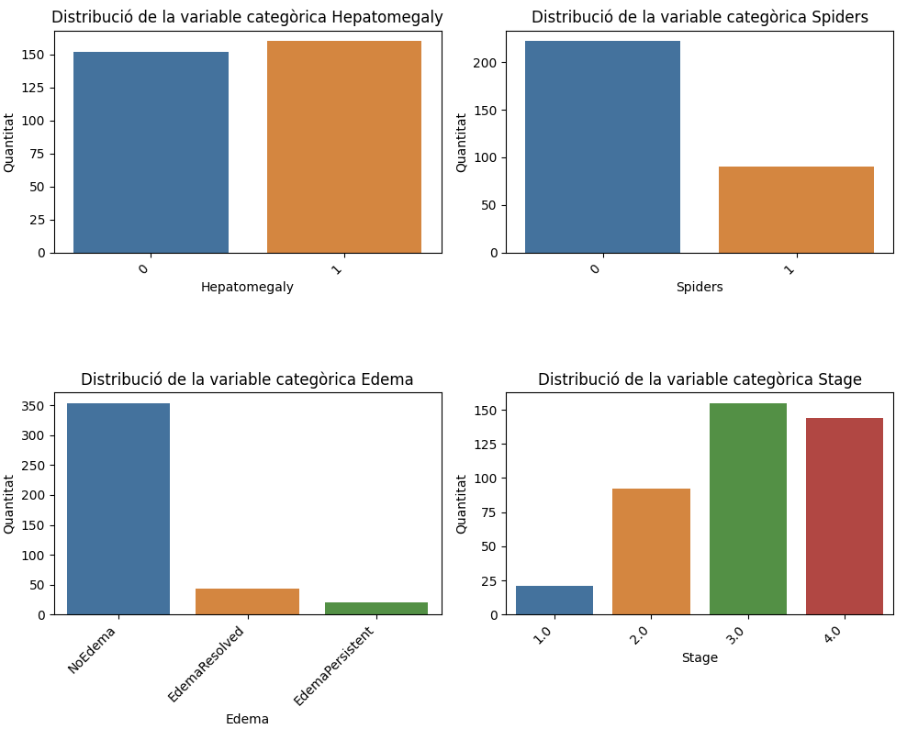 Distribució de la variable categòrica Hepatomegaly
Quantitat
150
125
100
75
50
25
0
0
1
Hepatomegaly
Distribució de la variable categòrica Spiders
Quantitat
200
150
100
50
0
0
1
Spiders
Distribució de la variable categòrica Edema
Quantitat
350
300
250
200
150
100
50
0
NoEdema
EdemaResolved
EdemaPersistent
Edema
Distribució de la variable categòrica Stage
Quantitat
150
125
100
75
50
25
0
1.0
2.0
3.0
4.0
Stage